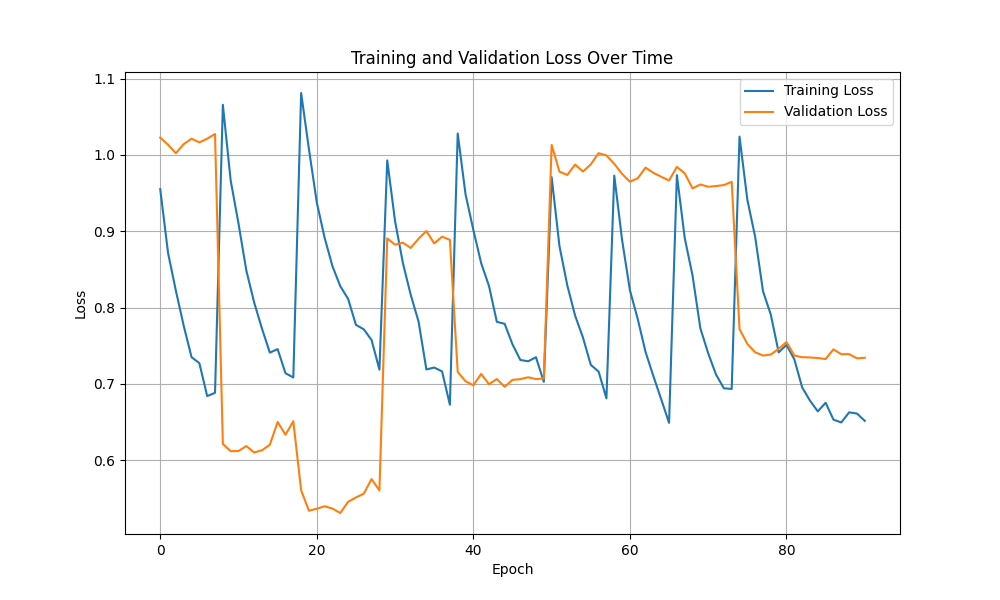 Training and Validation Loss Over Time
Training Loss
Validation Loss
1.1
1.0
0.9
0.8
0.7
0.6
Loss
0
20
40
60
80
Epoch